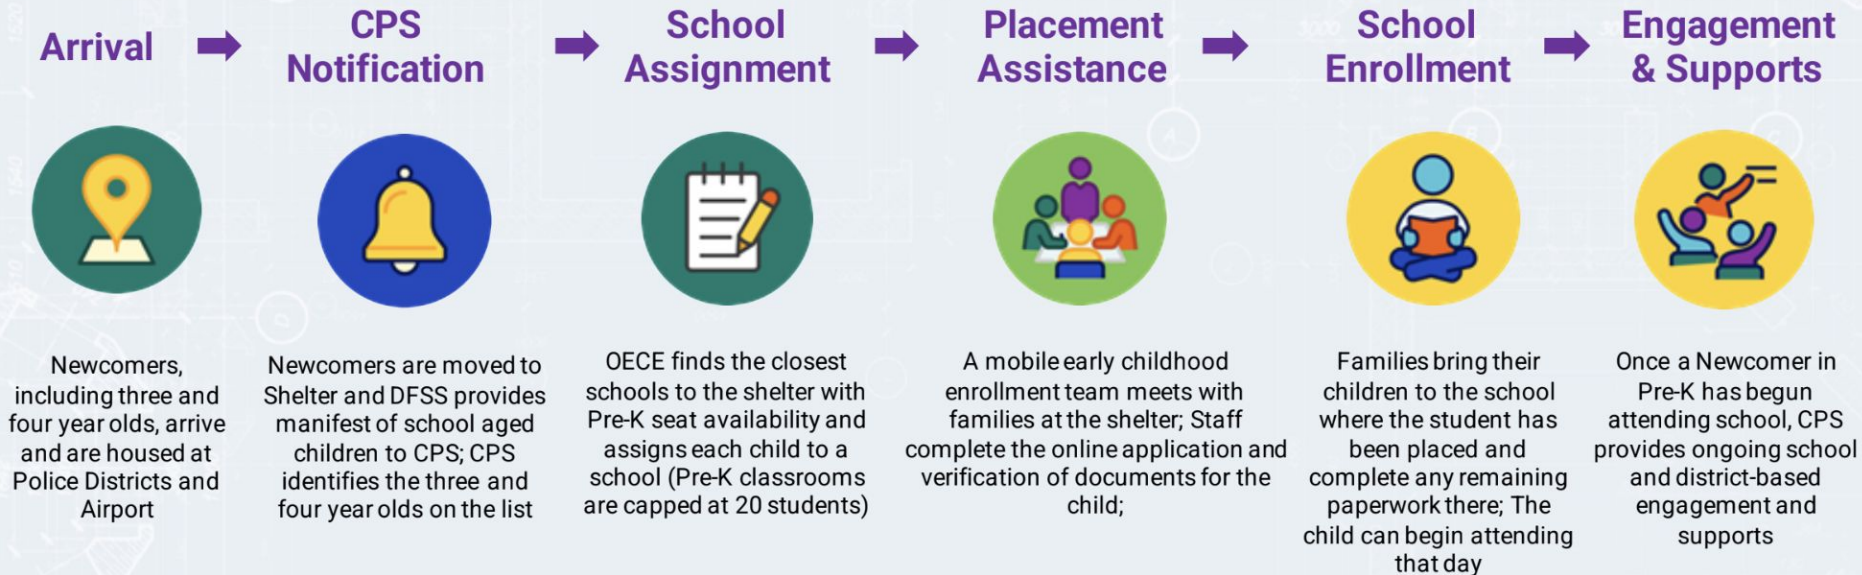 Arrival
CPS
Notification
School
Assignment
Placement
Assistance
School
Enrollment
Engagement
& Supports
Newcomers,
including three and
four year olds, arrive
and are housed at
Police Districts and
Airport
Newcomers are moved to
Shelter and DFSS provides
manifest of school aged
children to CPS; CPS
identifies the three and
four year olds on the list
OECE finds the closest
schools to the shelter with
Pre-K seat availability and
assigns each child to a
school (Pre-K classrooms
are capped at 20 students)
A mobile early childhood
enrollment team meets with
families at the shelter; Staff
complete the online application and
verification of documents for the
child;
Families bring their
children to the school
where the student has
been placed and
complete any remaining
paperwork there; The
child can begin attending
that day
Once a Newcomer in
Pre-K has begun
attending school, CPS
provides ongoing school
and district-based
engagement and
supports